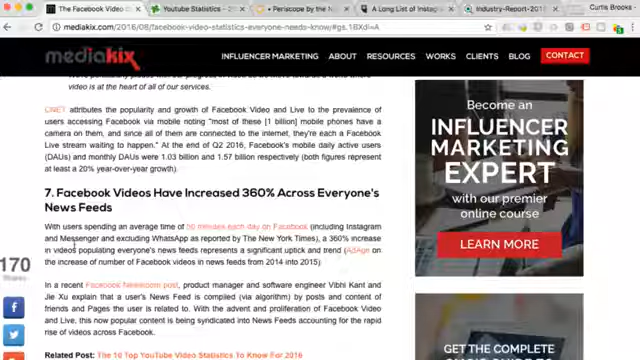 The Facebook Video
Youtube Statistics -
• Periscope by the N
A Long List of Instag
Industry-Report-201
Curtis Brooks
mediakix.com/2016/08/facebook-video-statistics-everyone-needs-know/#gs.1BXdi=A
mediakix
INFLUENCER MARKETING
ABOUT
RESOURCES
WORKS
CLIENTS
BLOG
CONTACT
video is at the heart of all of our services.
CNET attributes the popularity and growth of Facebook Video and Live to the prevalence of
users accessing Facebook via mobile noting "most of these [1 billion] mobile phones have a
camera on them, and since all of them are connected to the internet, they're each a Facebook
Live stream waiting to happen." At the end of Q2 2016, Facebook's mobile daily active users
(DAUs) and monthly DAUs were 1.03 billion and 1.57 billion respectively (both figures represent
at least a 20% year-over-year growth).
7. Facebook Videos Have Increased 360% Across Everyone's
News Feeds
With users spending an average time of 50 minutes each day on Facebook (including Instagram
and Messenger and excluding WhatsApp as reported by The New York Times), a 360% increase
in videos populating everyone's news feeds represents a significant uptick and trend (AdAge on
the increase of number of Facebook videos in news feeds from 2014 into 2015)
In a recent Facebook Newsroom post, product manager and software engineer Vibhi Kant and
Jie Xu explain that a user's News Feed is compiled (via algorithm) by posts and content of
friends and Pages the user is related to. With the advent and proliferation of Facebook Video
and Live, this now popular content is being syndicated into News Feeds accounting for the rapid
rise of videos across Facebook.
Related Post: The 10 Top YouTube Video Statistics To Know For 2016
170
Shares
Become an
INFLUENCER
MARKETING
EXPERT
with our premier
online course
LEARN MORE
GET THE COMPLETE